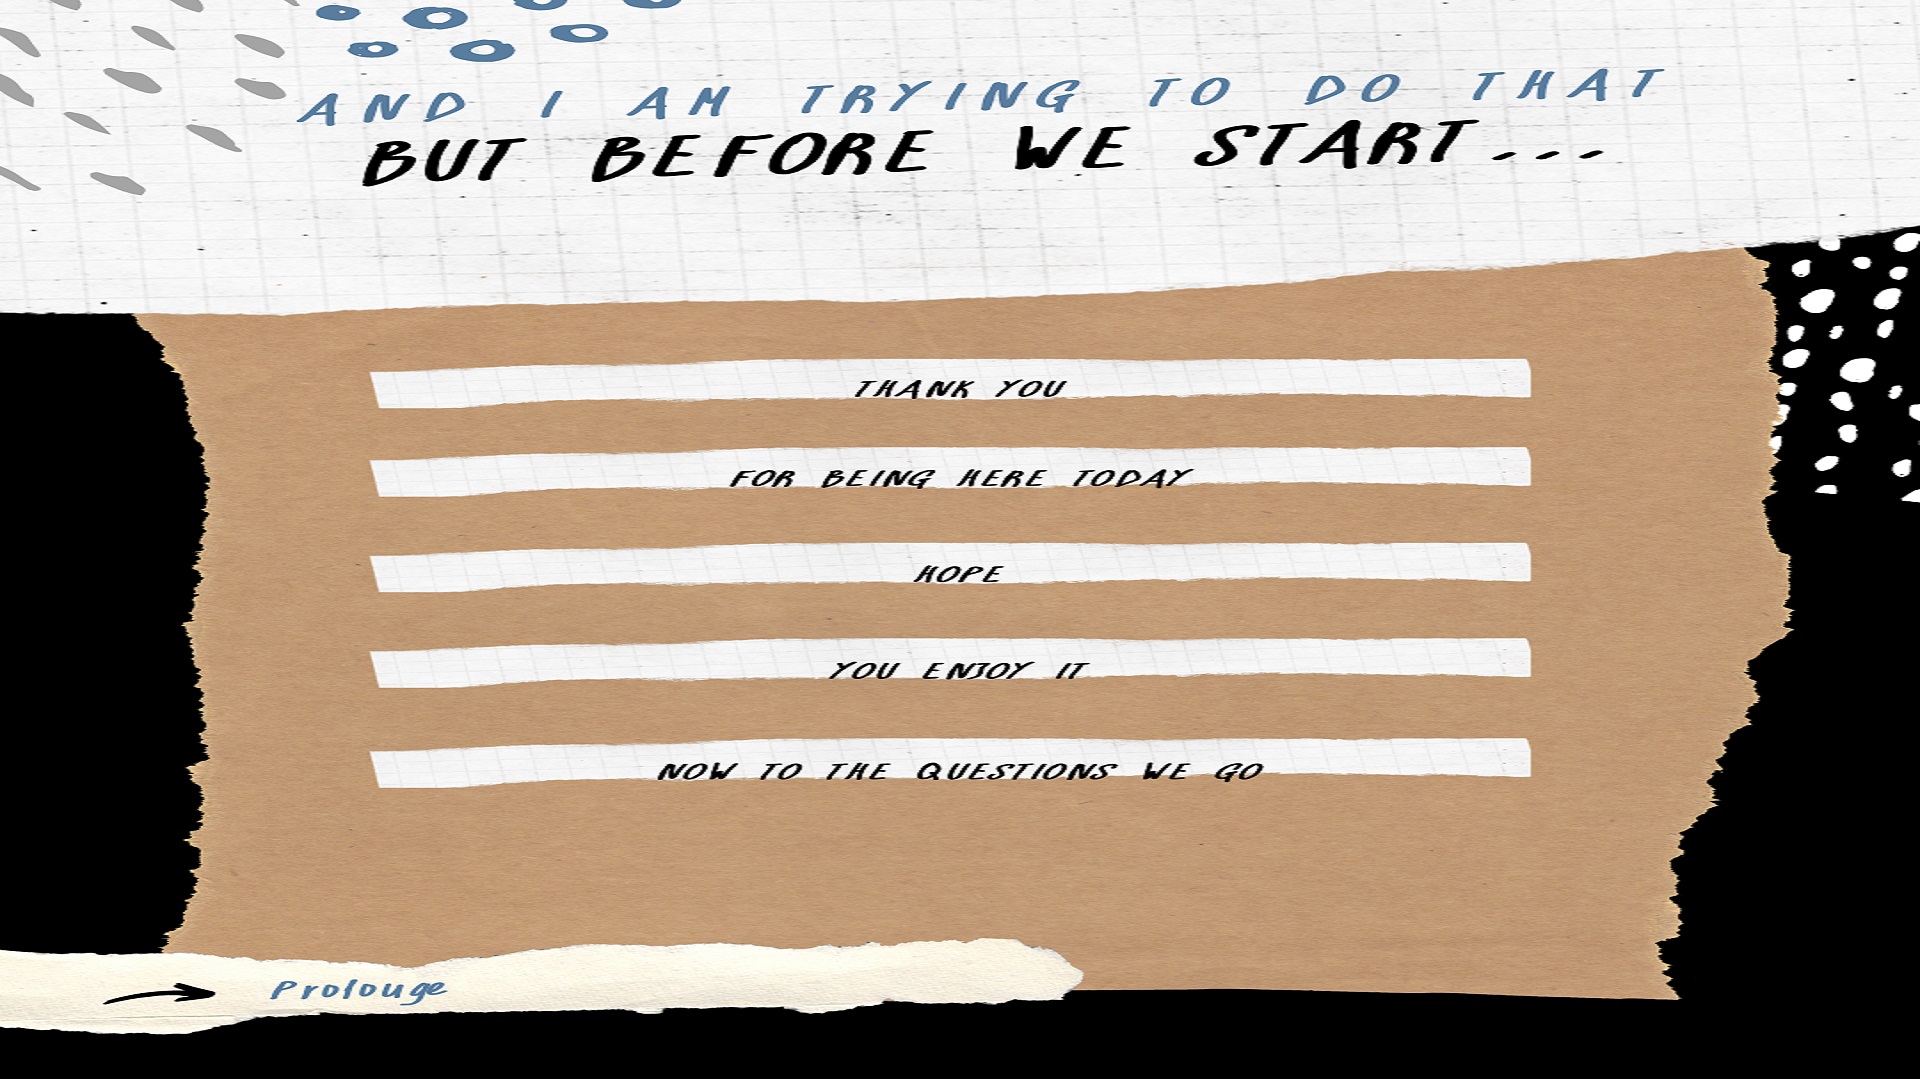 AND I AM TRYING TO DO THAT
BUT BEFORE WE START...
THANK YOU
FOR BEING HERE TODAY
HOPE
YOU ENJOY IT
NOW TO THE QUESTIONS WE GO
Prolouge